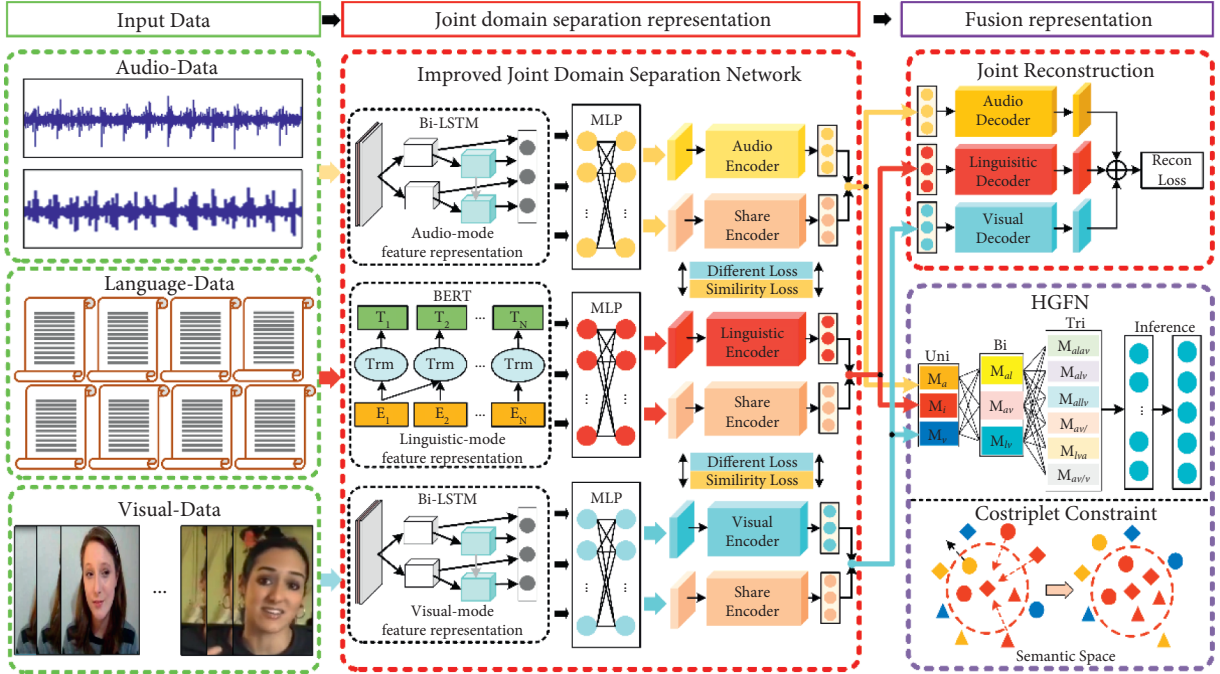 Input Data
Joint domain separation representation
Fusion representation
Audio-Data
Language-Data
Visual-Data
...
Improved Joint Domain Separation Network
Bi-LSTM
Audio-mode
feature representation
MLP
Audio
Encoder
Share
Encoder
Different Loss
Similirity Loss
BERT
T1
T2
...
TN
Trm
Trm
...
Trm
E1
E2
...
EN
Linguistic-mode
feature representation
MLP
Linguistic
Encoder
Share
Encoder
Different Loss
Similirity Loss
Bi-LSTM
Visual-mode
feature representation
MLP
Visual
Encoder
Share
Encoder
Joint Reconstruction
Audio
Decoder
Linguisitic
Decoder
Visual
Decoder
Recon
Loss
HGFN
Uni
Ma
Mi
Mv
Bi
Mal
Mav
Mlv
Tri
Malav
Malv
Mallv
Mav/
Mlva
Mav/v
Inference
Costriplet Constraint
Semantic Space